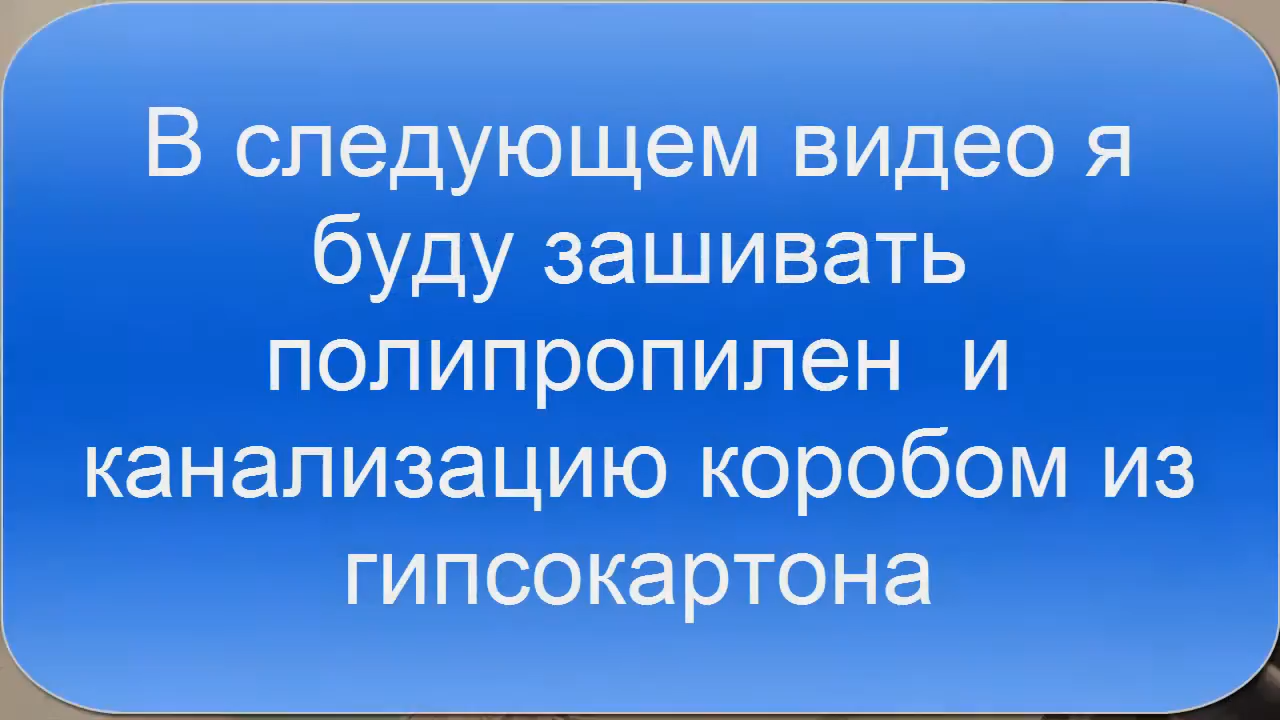 В следующем видео я
буду зашивать
полипропилен  и
канализацию коробом из
гипсокартона